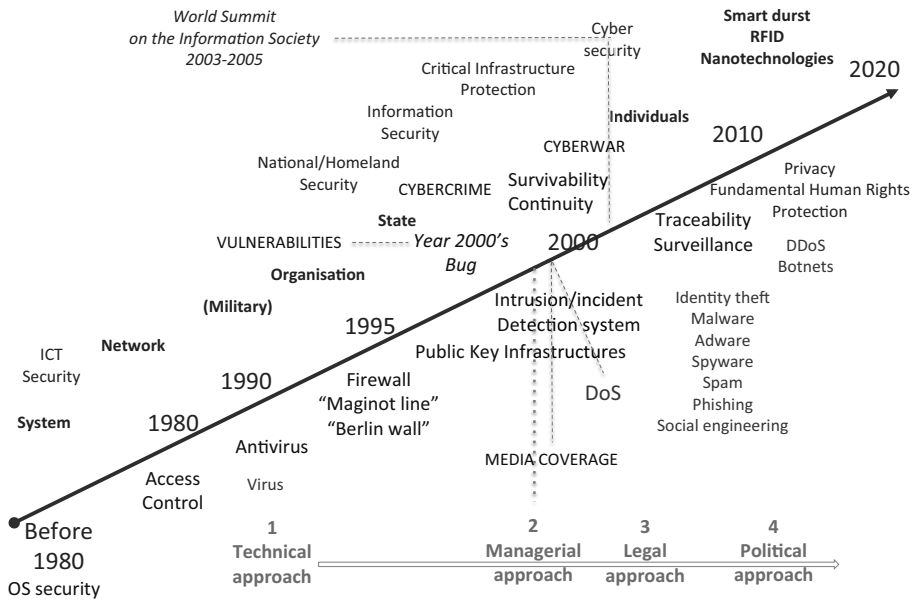 World Summit
on the Information Society
2003-2005
Cyber
security
Smart durst
RFID
Nanotechnologies
2020
Critical Infrastructure
Protection
Information
Security
Individuals
2010
CYBERWAR
National/Homeland
Security
CYBERCRIME
Survivability
Continuity
Privacy
Fundamental Human Rights
Protection
State
VULNERABILITIES
Year 2000's
Bug
2000
Traceability
Surveillance
DDoS
Botnets
Organisation
(Military)
Intrusion/incident
Detection system
Identity theft
Malware
Adware
Spyware
Spam
Phishing
Social engineering
1995
Public Key Infrastructures
Network
ICT
Security
1990
Firewall
“Maginot line”
“Berlin wall”
DoS
System
1980
Antivirus
MEDIA COVERAGE
Access
Control
Virus
Before
1980
OS security
1
Technical
approach
2
Managerial
approach
3
Legal
approach
4
Political
approach